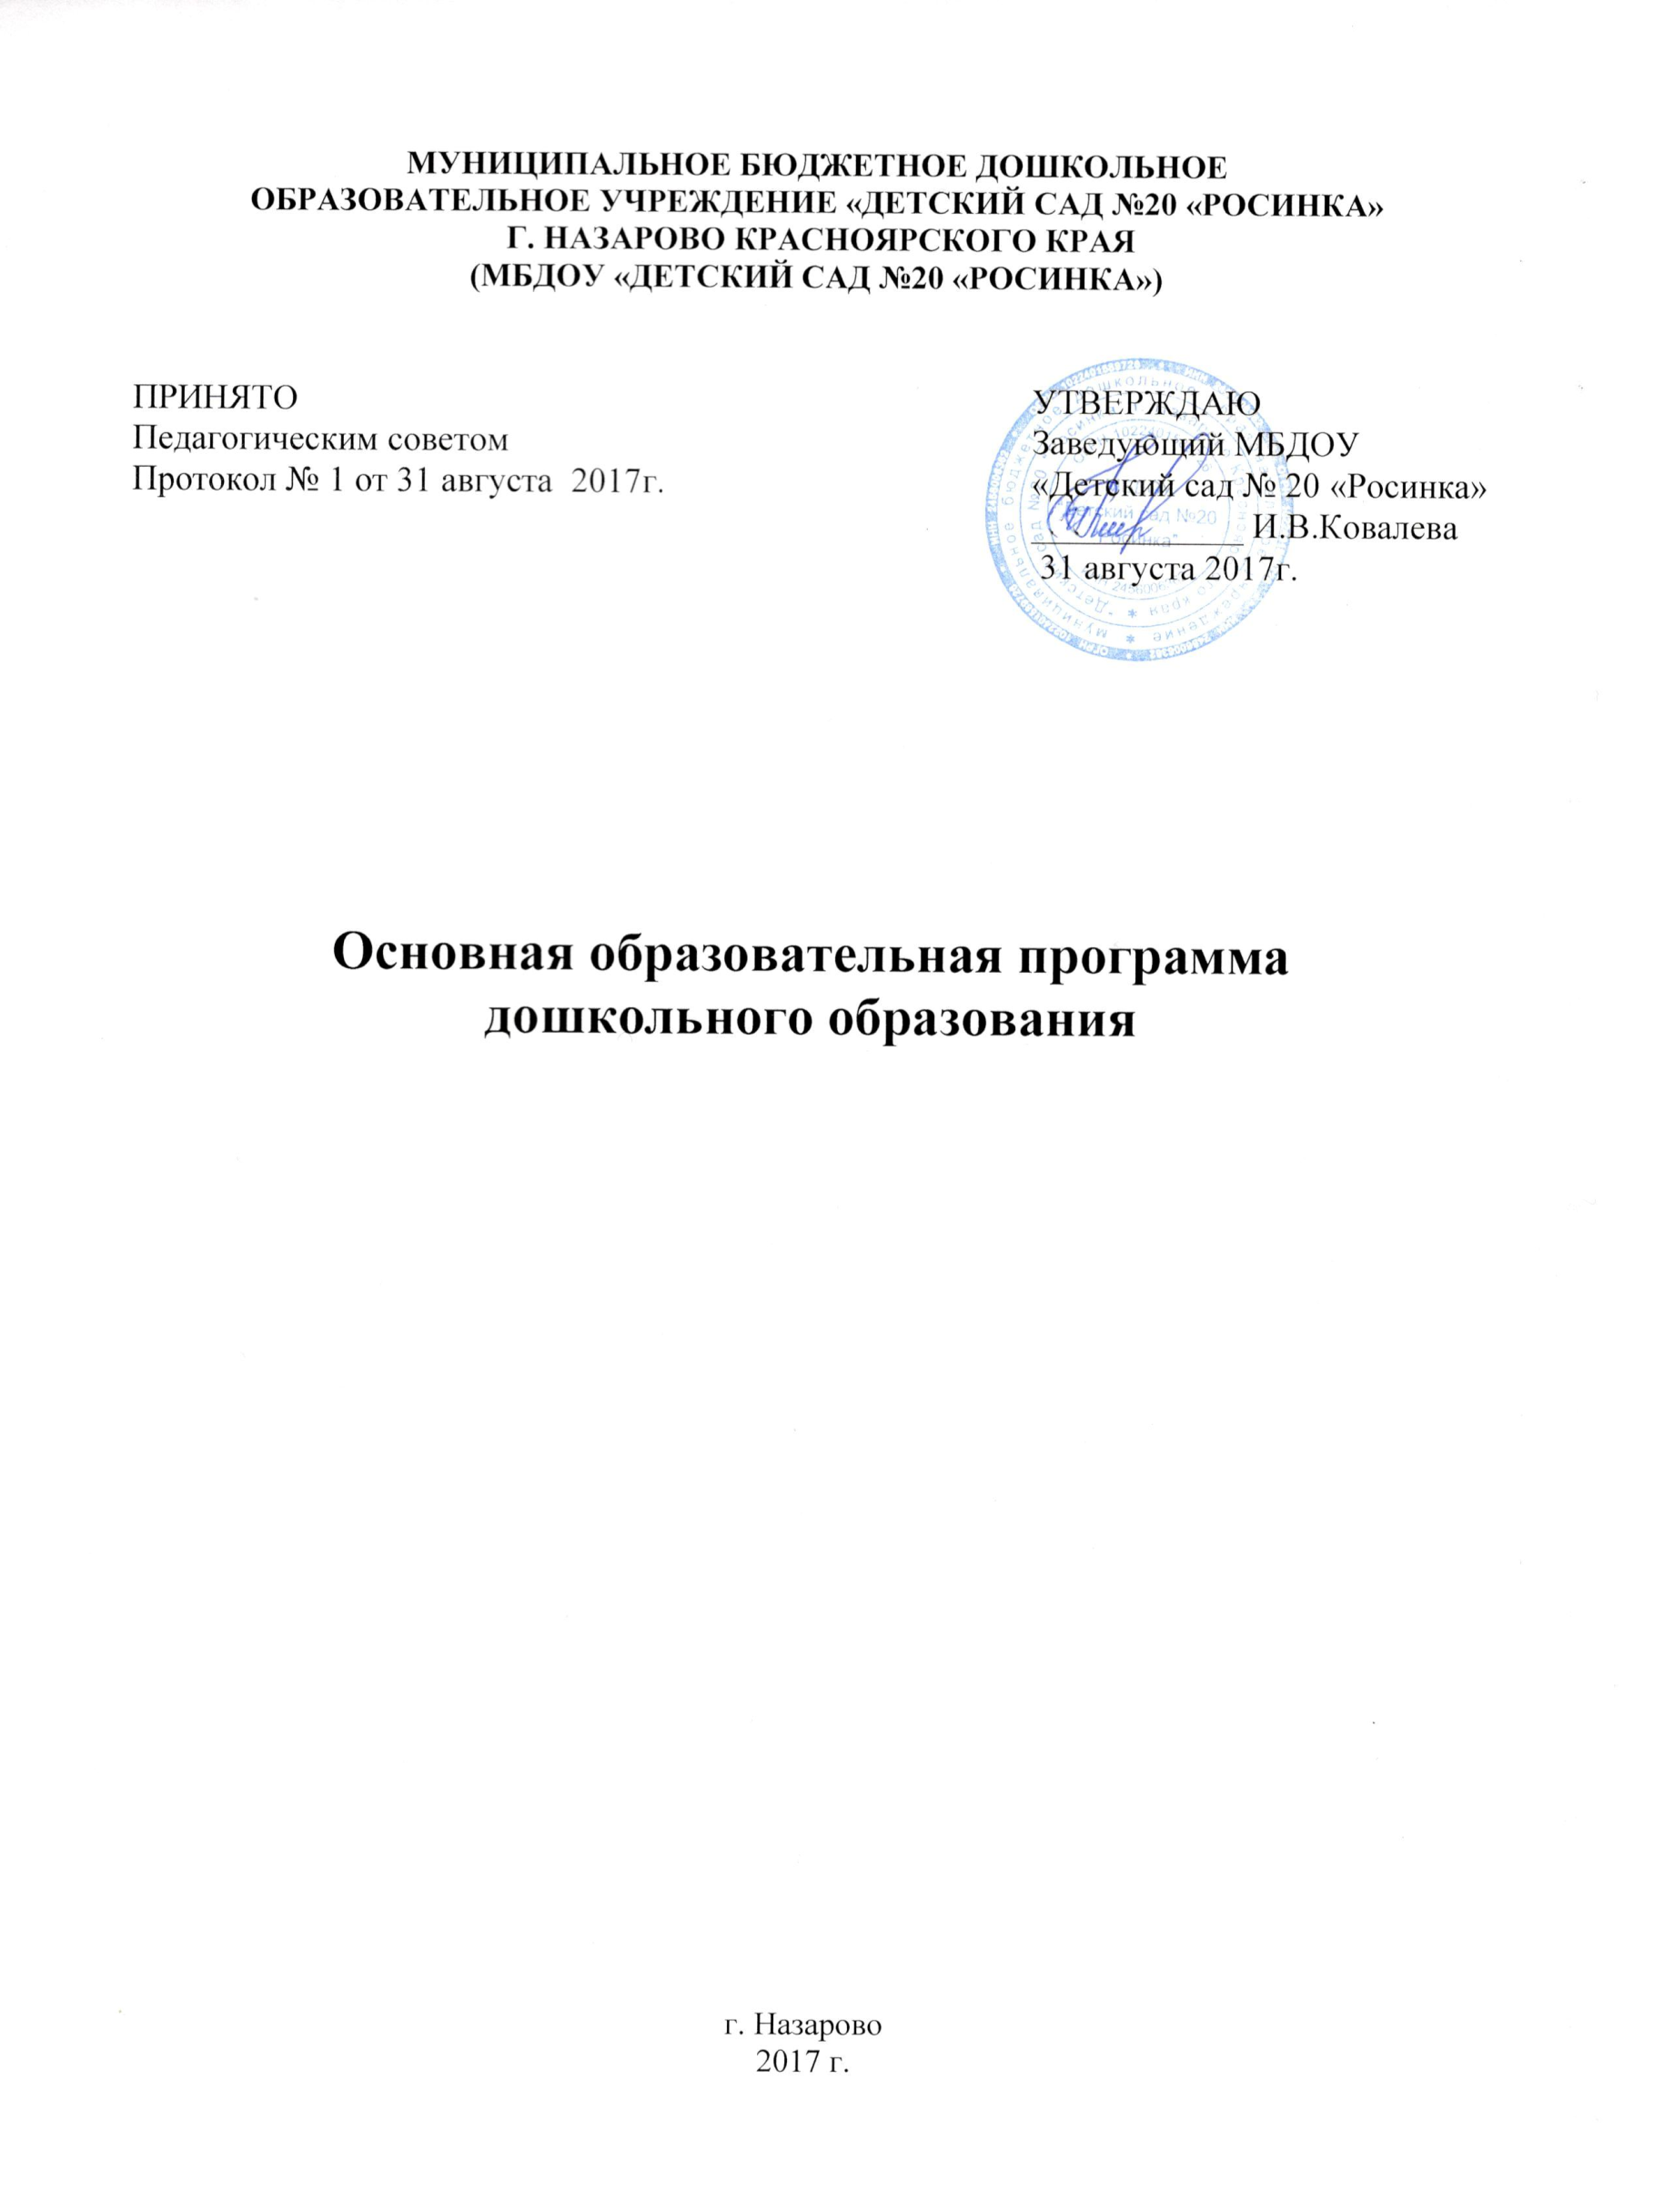 МУНИЦИПАЛЬНОЕ БЮДЖЕТНОЕ ДОШКОЛЬНОЕ
ОБРАЗОВАТЕЛЬНОЕ УЧРЕЖДЕНИЕ «ДЕТСКИЙ САД №20 «РОСИНКА»
Г. НАЗАРОВО КРАСНОЯРСКОГО КРАЯ
(МБДОУ «ДЕТСКИЙ САД №20 «РОСИНКА»)
ПРИНЯТО
Педагогическим советом
Протокол № 1 от 31 августа 2017г.
УТВЕРЖДАЮ
Заведующий МБДОУ
«Детский сад № 20 «Росинка»
И.В.Ковалева
31 августа 2017г.
Основная образовательная программа
дошкольного образования
г. Назарово
2017 г.